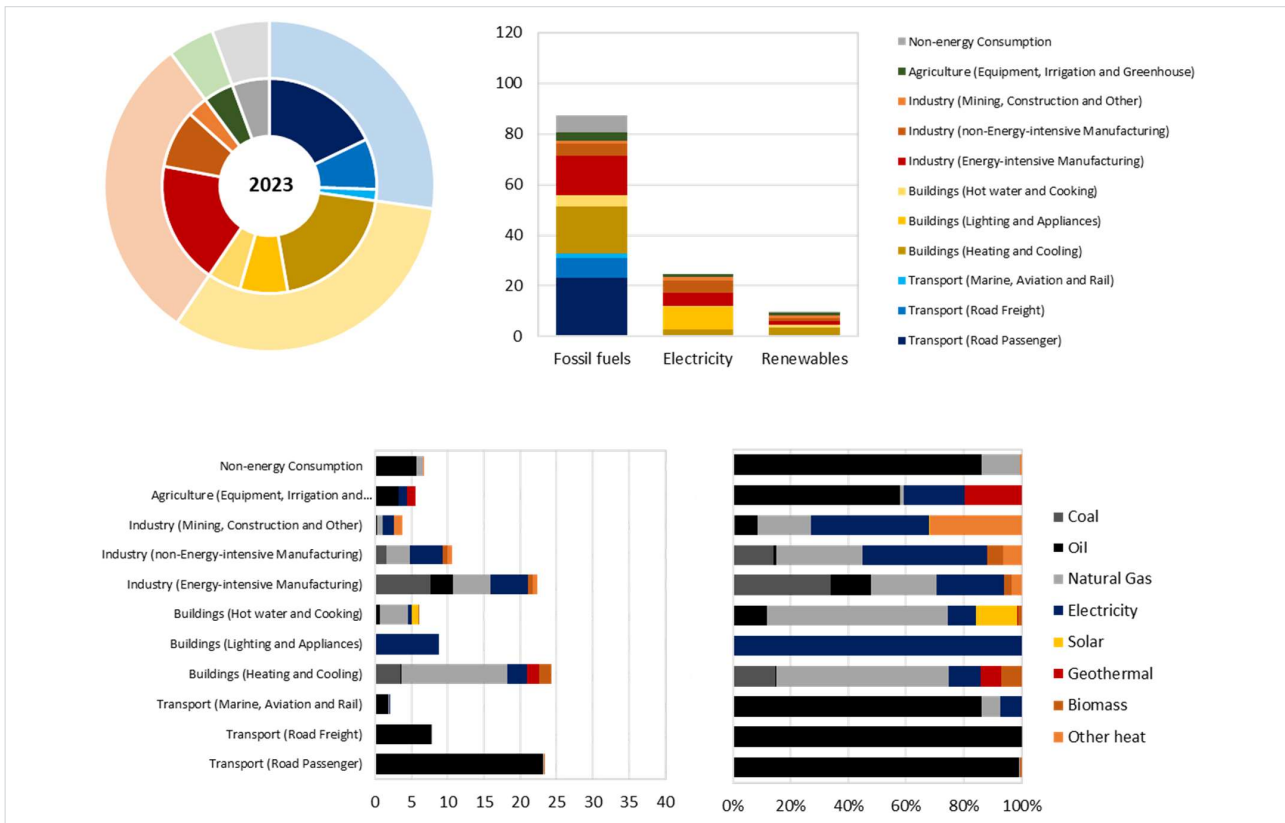 2023
120
100
80
60
40
20
0
Fossil fuels
Electricity
Renewables
Non-energy Consumption
Agriculture (Equipment, Irrigation and Greenhouse)
Industry (Mining, Construction and Other)
Industry (non-Energy-intensive Manufacturing)
Industry (Energy-intensive Manufacturing)
Buildings (Hot water and Cooking)
Buildings (Lighting and Appliances)
Buildings (Heating and Cooling)
Transport (Marine, Aviation and Rail)
Transport (Road Freight)
Transport (Road Passenger)
Non-energy Consumption
Agriculture (Equipment, Irrigation and...
Industry (Mining, Construction and Other)
Industry (non-Energy-intensive Manufacturing)
Industry (Energy-intensive Manufacturing)
Buildings (Hot water and Cooking)
Buildings (Lighting and Appliances)
Buildings (Heating and Cooling)
Transport (Marine, Aviation and Rail)
Transport (Road Freight)
Transport (Road Passenger)
0 5 10 15 20 25 30 35 40
0% 20% 40% 60% 80% 100%
Coal
Oil
Natural Gas
Electricity
Solar
Geothermal
Biomass
Other heat